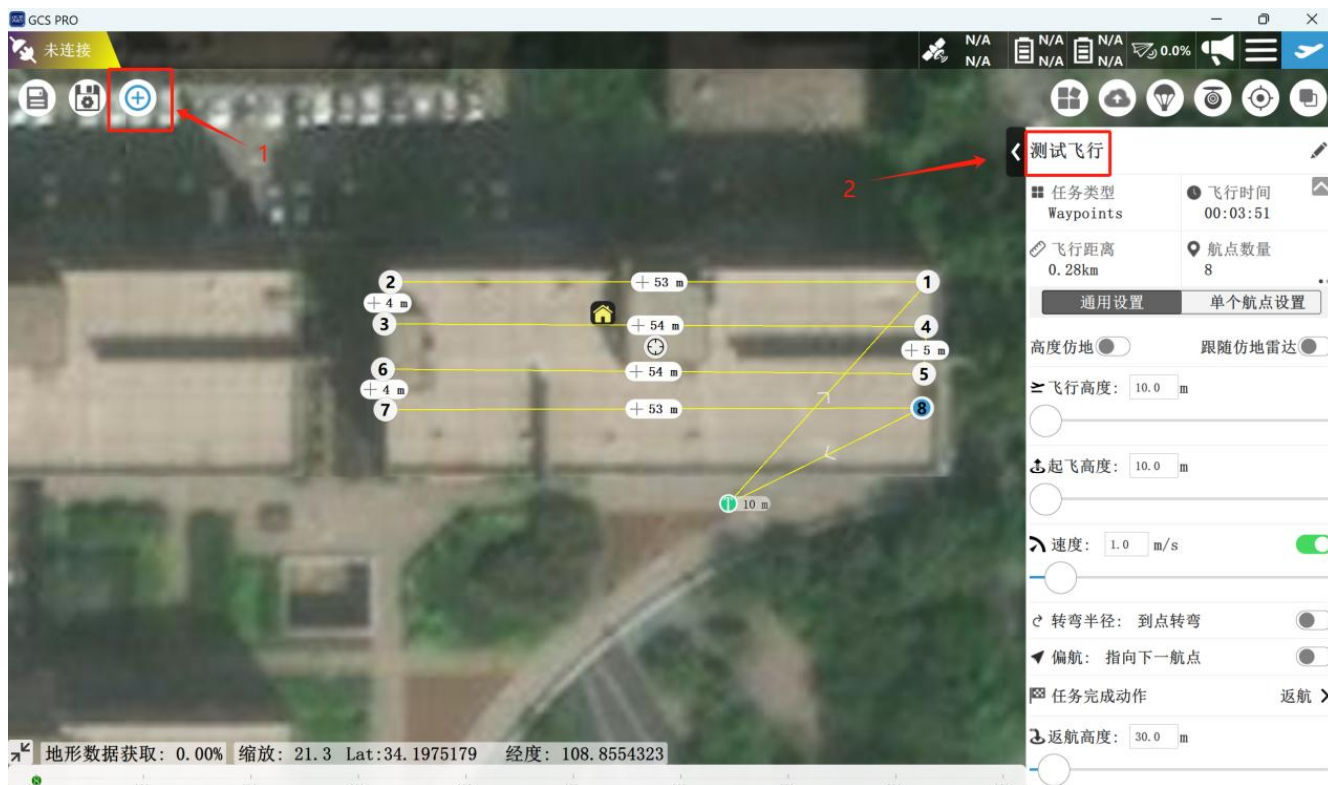 GCS PRO
未连接
N/A
N/A
N/A
N/A
N/A
N/A
0.0%
1
2
测试飞行
任务类型
Waypoints
飞行时间
00:03:51
飞行距离
0.28km
航点数量
8
通用设置
单个航点设置
高度仿地
跟随仿地雷达
飞行高度: 10.0 m
起飞高度: 10.0 m
速度: 1.0 m/s
转弯半径: 到点转弯
偏航: 指向下一航点
任务完成动作 返航
返航高度: 30.0 m
2
53 m
1
4 m
3
54 m
4
5 m
6
54 m
5
4 m
7
53 m
8
10 m
地形数据获取: 0.00% 缩放: 21.3 Lat:34.1975179 经度: 108.8554323